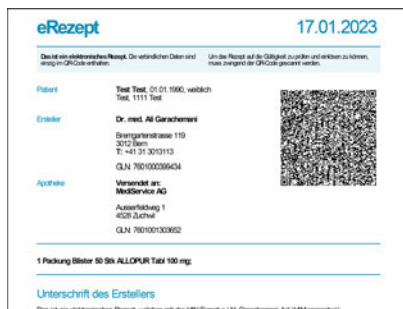 eRezept 17.01.2023
Das ist ein elektronisches Rezept. Die verbindlichen Daten sind
einzig im QR-Code enthalten.
Um das Rezept auf die Gültigkeit zu prüfen und einlösen zu können,
muss zwingend der QR-Code gescannt werden.
Patient Test Test, 01.01.1990, weiblich
Test, 1111 Test
Ersteller Dr. med. Ali Garachemani
Bremgartenstrasse 119
3012 Bern
T: +41 31 3013113
GLN: 7601000399434
Apotheke Versendet an:
MediService AG
Ausserfeldweg 1
4528 Zuchwil
GLN: 7601001303652
1 Packung Blister 50 Stk ALLOPUR Tabl 100 mg;
Unterschrift des Erstellers